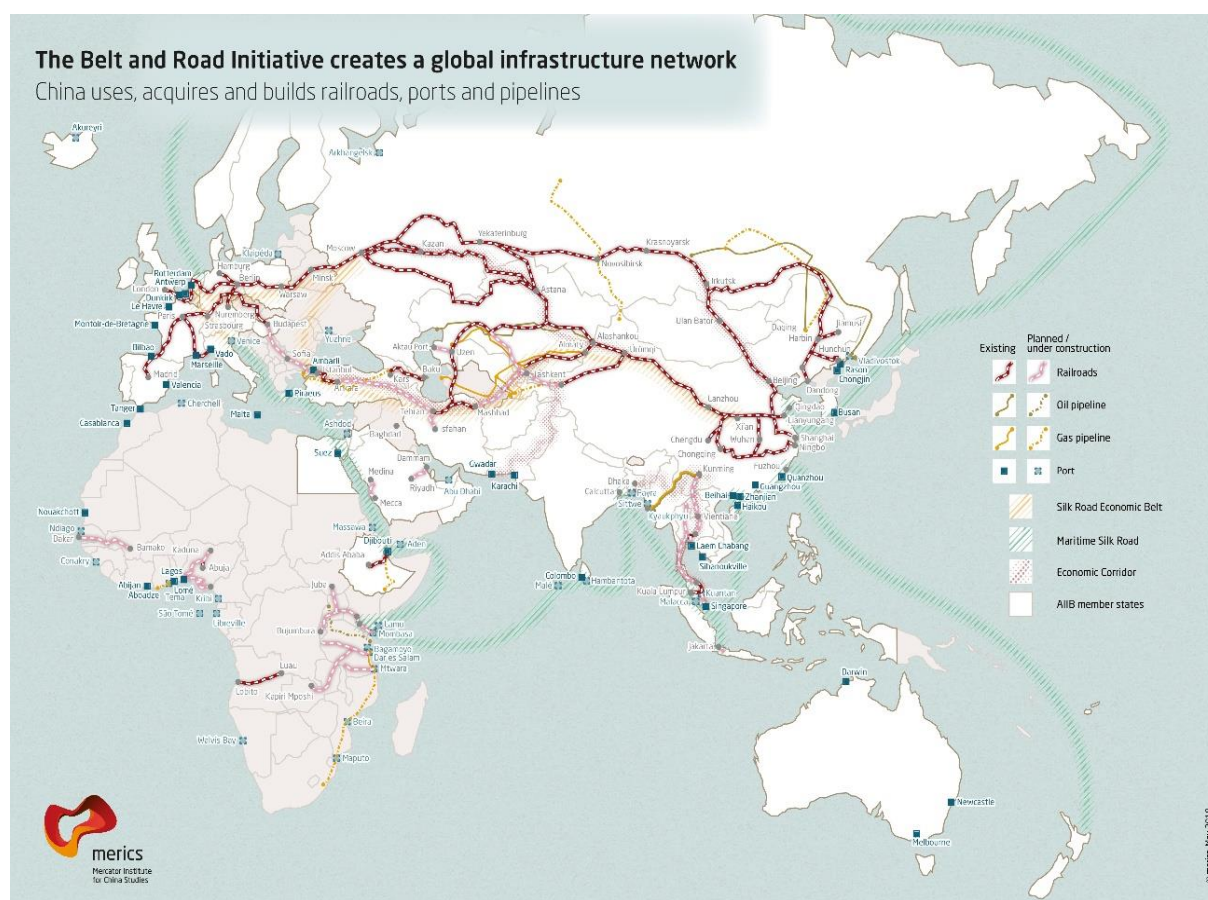 The Belt and Road Initiative creates a global infrastructure network
China uses, acquires and builds railroads, ports and pipelines
Akureyri
Arkhangelsk
Yekaterinburg
Kazan
Krasnoyarsk
Moscow
Klaipeda
Novosibirsk
Hamburg
Rotterdam
Berlin
Minsk
Irkutsk
Antwerp
London
Warsaw
Astana
Dunkirk
Le Havre
Paris
Nuremberg
Ulan Bator
Daqing
Jiamusi
Montoir-de-Bretagne
Strasbourg
Budapest
Yuzhne
Alashankou
Harbin
Venice
Aktau Port
Uzen
Almaty
Ürümqi
Hunchun
Vladivostok
Bilbao
Vado
Sofia
Ambarli
Rason
Marseille
Istanbul
Kars
Baku
Tashkent
Chongjin
Madrid
Valencia
Ankara
Beijing
Dandong
Piraeus
Lanzhou
Tanger
Cherchell
Malta
Tehran
Mashhad
Qingdao
Busan
Casablanca
Ashdod
Isfahan
Xi'an
Lianyungang
Baghdad
Chengdu
Wuhan
Shanghai
Suez
Dammam
Gwadar
Chongqing
Ningbo
Medina
Karachi
Kunming
Fuzhou
Riyadh
Abu Dhabi
Dhaka
Quanzhou
Mecca
Calcutta
Payra
Guangzhou
Sittwe
Beihai
Zhanjian
Nouakchott
Kyaukphyu
Haikou
Ndiago
Massawa
Vientiane
Dakar
Djibouti
Aden
Bamako
Kaduna
Addis Ababa
Laem Chabang
Conakry
Abuja
Sihanoukville
Lagos
Colombo
Hambantota
Abijan
Lomé
Juba
Malé
Kuala Lumpur
Kuantan
Aboadze
Tema
Kribi
Malacca
Singapore
São Tomé
Libreville
Lamu
Bujumbura
Mombasa
Jakarta
Bagamoyo
Dar es Salam
Luau
Mtwara
Darwin
Lobito
Kapiri Mposhi
Beira
Walvis Bay
Maputo
Newcastle
Melbourne
Existing
Planned /
under construction
Railroads
Oil pipeline
Gas pipeline
Port
Silk Road Economic Belt
Maritime Silk Road
Economic Corridor
AIIB member states
merics
Mercator Institute
for China Studies